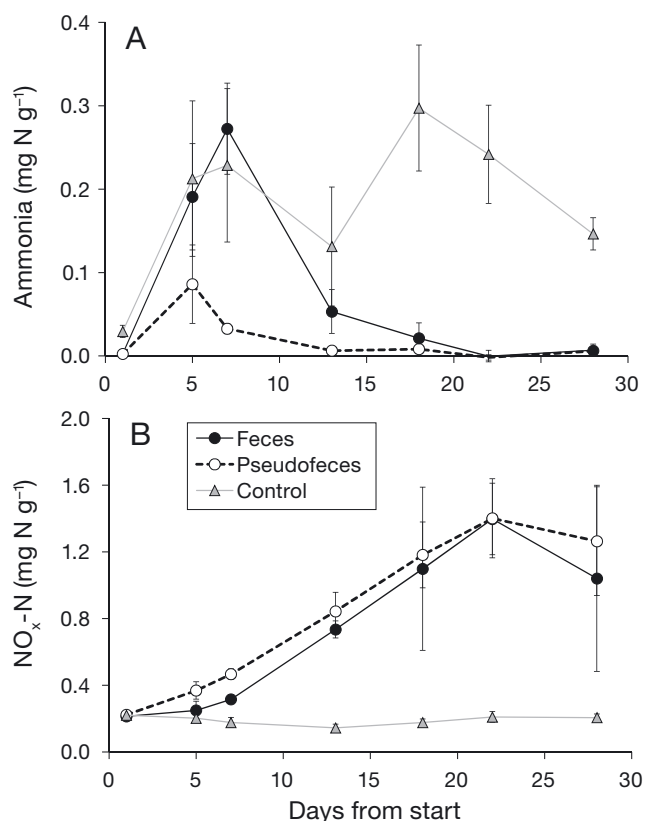 A
Ammonia (mg N g⁻¹)
0.4
0.3
0.2
0.1
0.0
0 5 10 15 20 25 30
B
Feces
Pseudofeces
Control
NOₓ-N (mg N g⁻¹)
2.0
1.6
1.2
0.8
0.4
0.0
0 5 10 15 20 25 30
Days from start